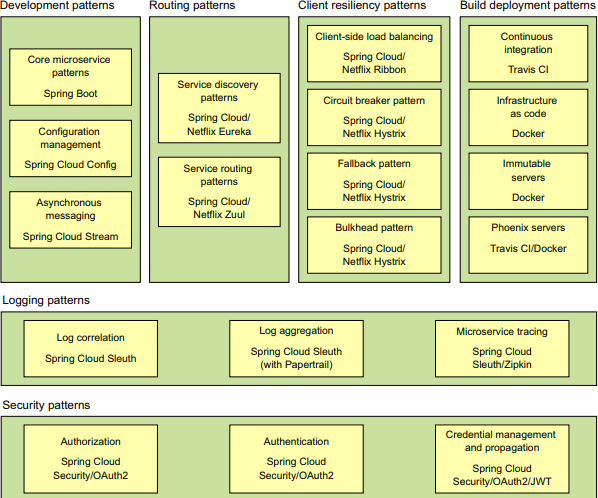 Development patterns
Core microservice
patterns
Spring Boot
Configuration
management
Spring Cloud Config
Asynchronous
messaging
Spring Cloud Stream
Routing patterns
Service discovery
patterns
Spring Cloud/
Netflix Eureka
Service routing
patterns
Spring Cloud/
Netflix Zuul
Client resiliency patterns
Client-side load balancing
Spring Cloud/
Netflix Ribbon
Circuit breaker pattern
Spring Cloud/
Netflix Hystrix
Fallback pattern
Spring Cloud/
Netflix Hystrix
Bulkhead pattern
Spring Cloud/
Netflix Hystrix
Build deployment patterns
Continuous
integration
Travis CI
Infrastructure
as code
Docker
Immutable
servers
Docker
Phoenix servers
Travis CI/Docker
Logging patterns
Log correlation
Spring Cloud Sleuth
Log aggregation
Spring Cloud Sleuth
(with Papertrail)
Microservice tracing
Spring Cloud
Sleuth/Zipkin
Security patterns
Authorization
Spring Cloud
Security/OAuth2
Authentication
Spring Cloud
Security/OAuth2
Credential management
and propagation
Spring Cloud
Security/OAuth2/JWT